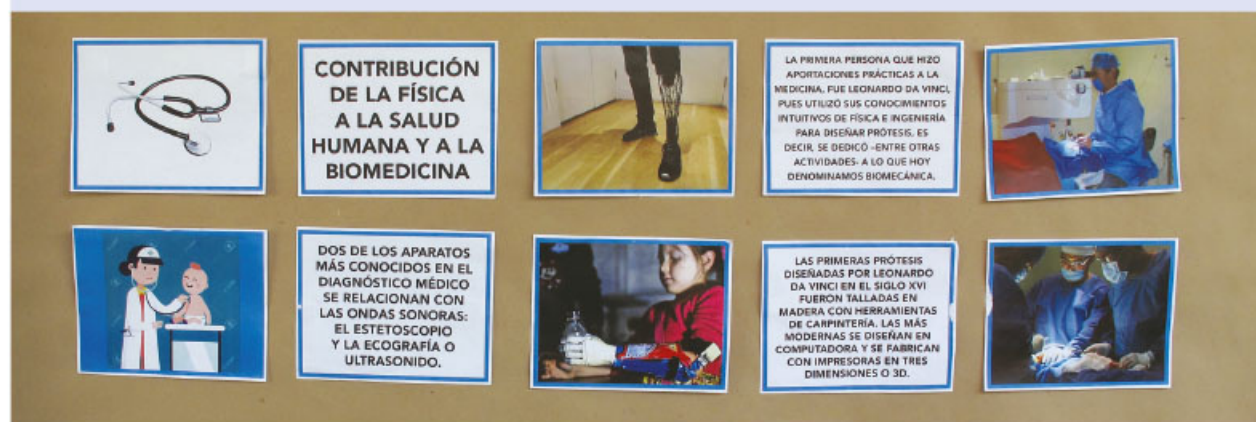 CONTRIBUCIÓN
DE LA FÍSICA
A LA SALUD
HUMANA Y A LA
BIOMEDICINA
LA PRIMERA PERSONA QUE HIZO
APORTACIONES PRÁCTICAS A LA
MEDICINA, FUE LEONARDO DA VINCI,
PUES UTILIZÓ SUS CONOCIMIENTOS
INTUITIVOS DE FÍSICA E INGENIERÍA
PARA DISEÑAR PRÓTESIS, ES
DECIR, SE DEDICÓ –ENTRE OTRAS
ACTIVIDADES- A LO QUE HOY
DENOMINAMOS BIOMECÁNICA.
DOS DE LOS APARATOS
MÁS CONOCIDOS EN EL
DIAGNÓSTICO MÉDICO
SE RELACIONAN CON
LAS ONDAS SONORAS:
EL ESTETOSCOPIO
Y LA ECOGRAFÍA O
ULTRASONIDO.
LAS PRIMERAS PRÓTESIS
DISEÑADAS POR LEONARDO
DA VINCI EN EL SIGLO XVI
FUERON TALLADAS EN
MADERA CON HERRAMIENTAS
DE CARPINTERÍA. LAS MÁS
MODERNAS SE DISEÑAN EN
COMPUTADORA Y SE FABRICAN
CON IMPRESORAS EN TRES
DIMENSIONES O 3D.